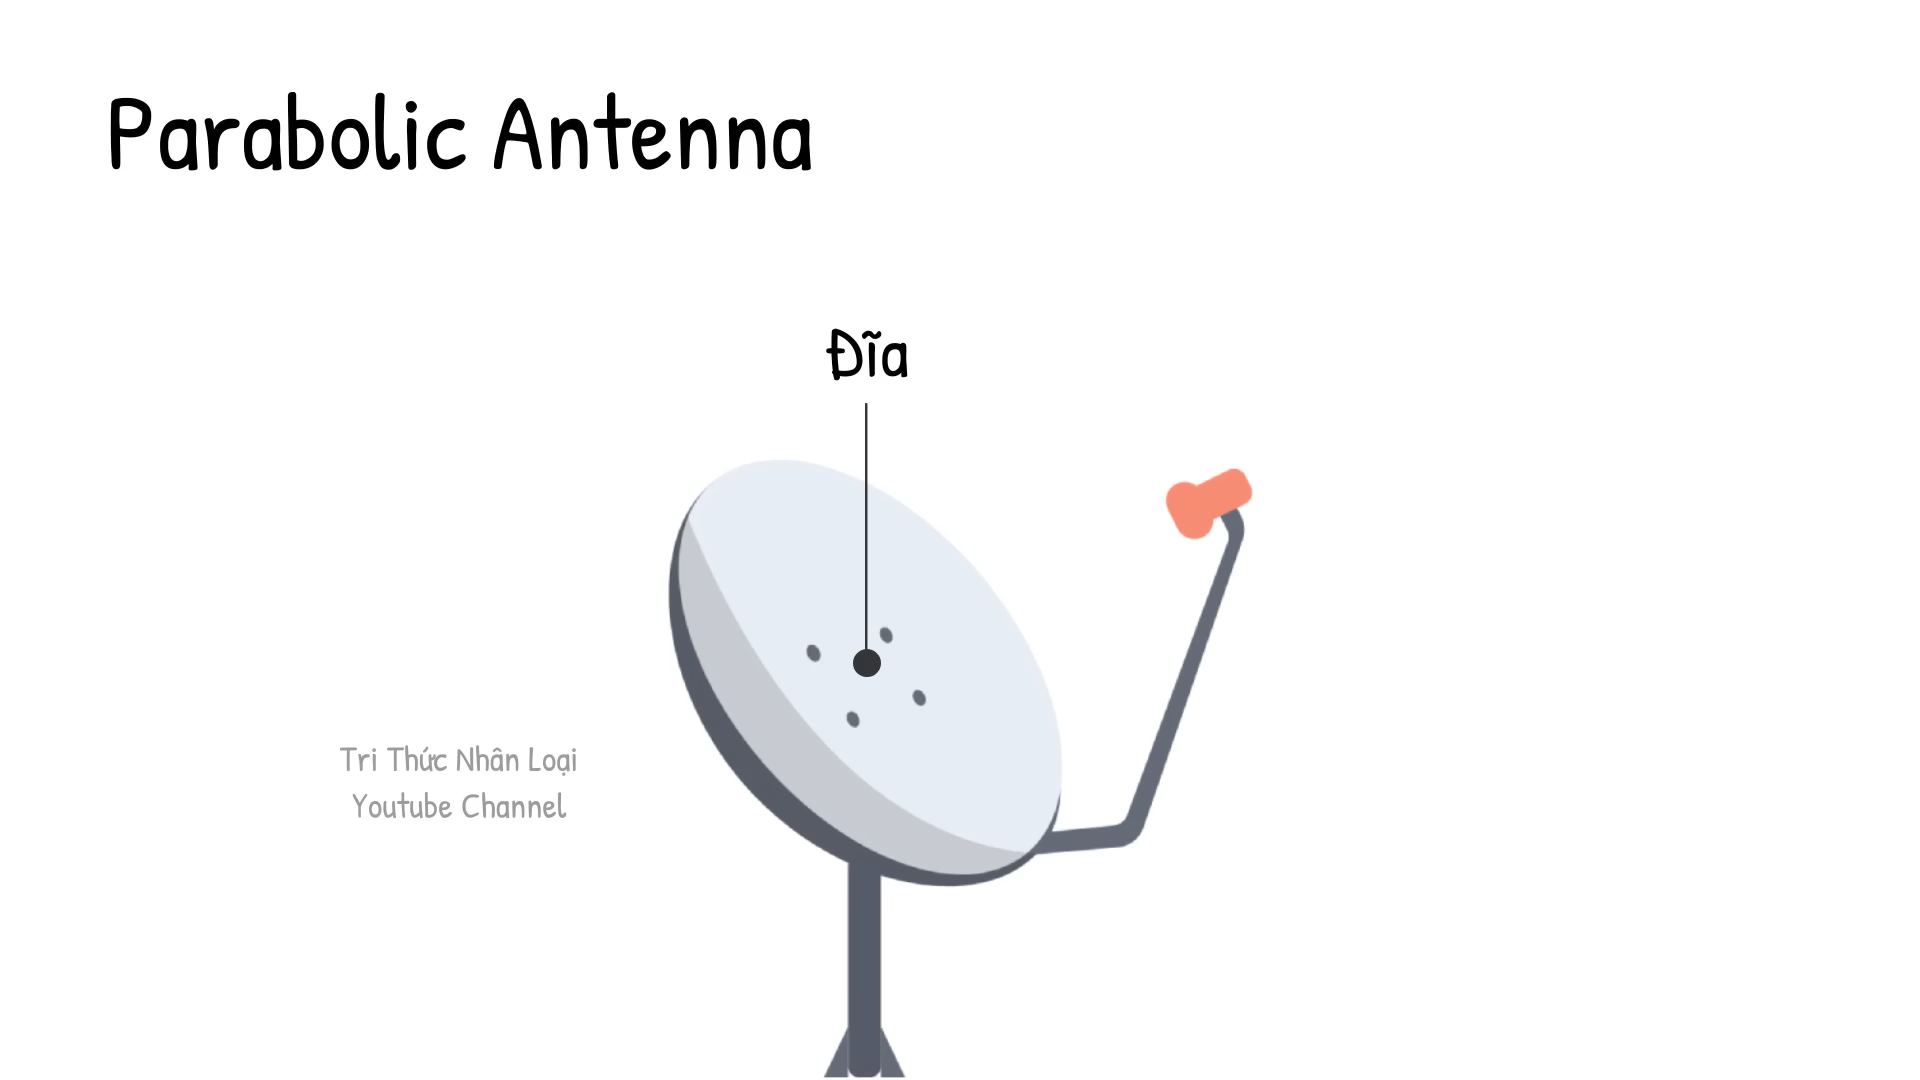 Parabolic Antenna
Đĩa
Tri Thức Nhân Loại
Youtube Channel